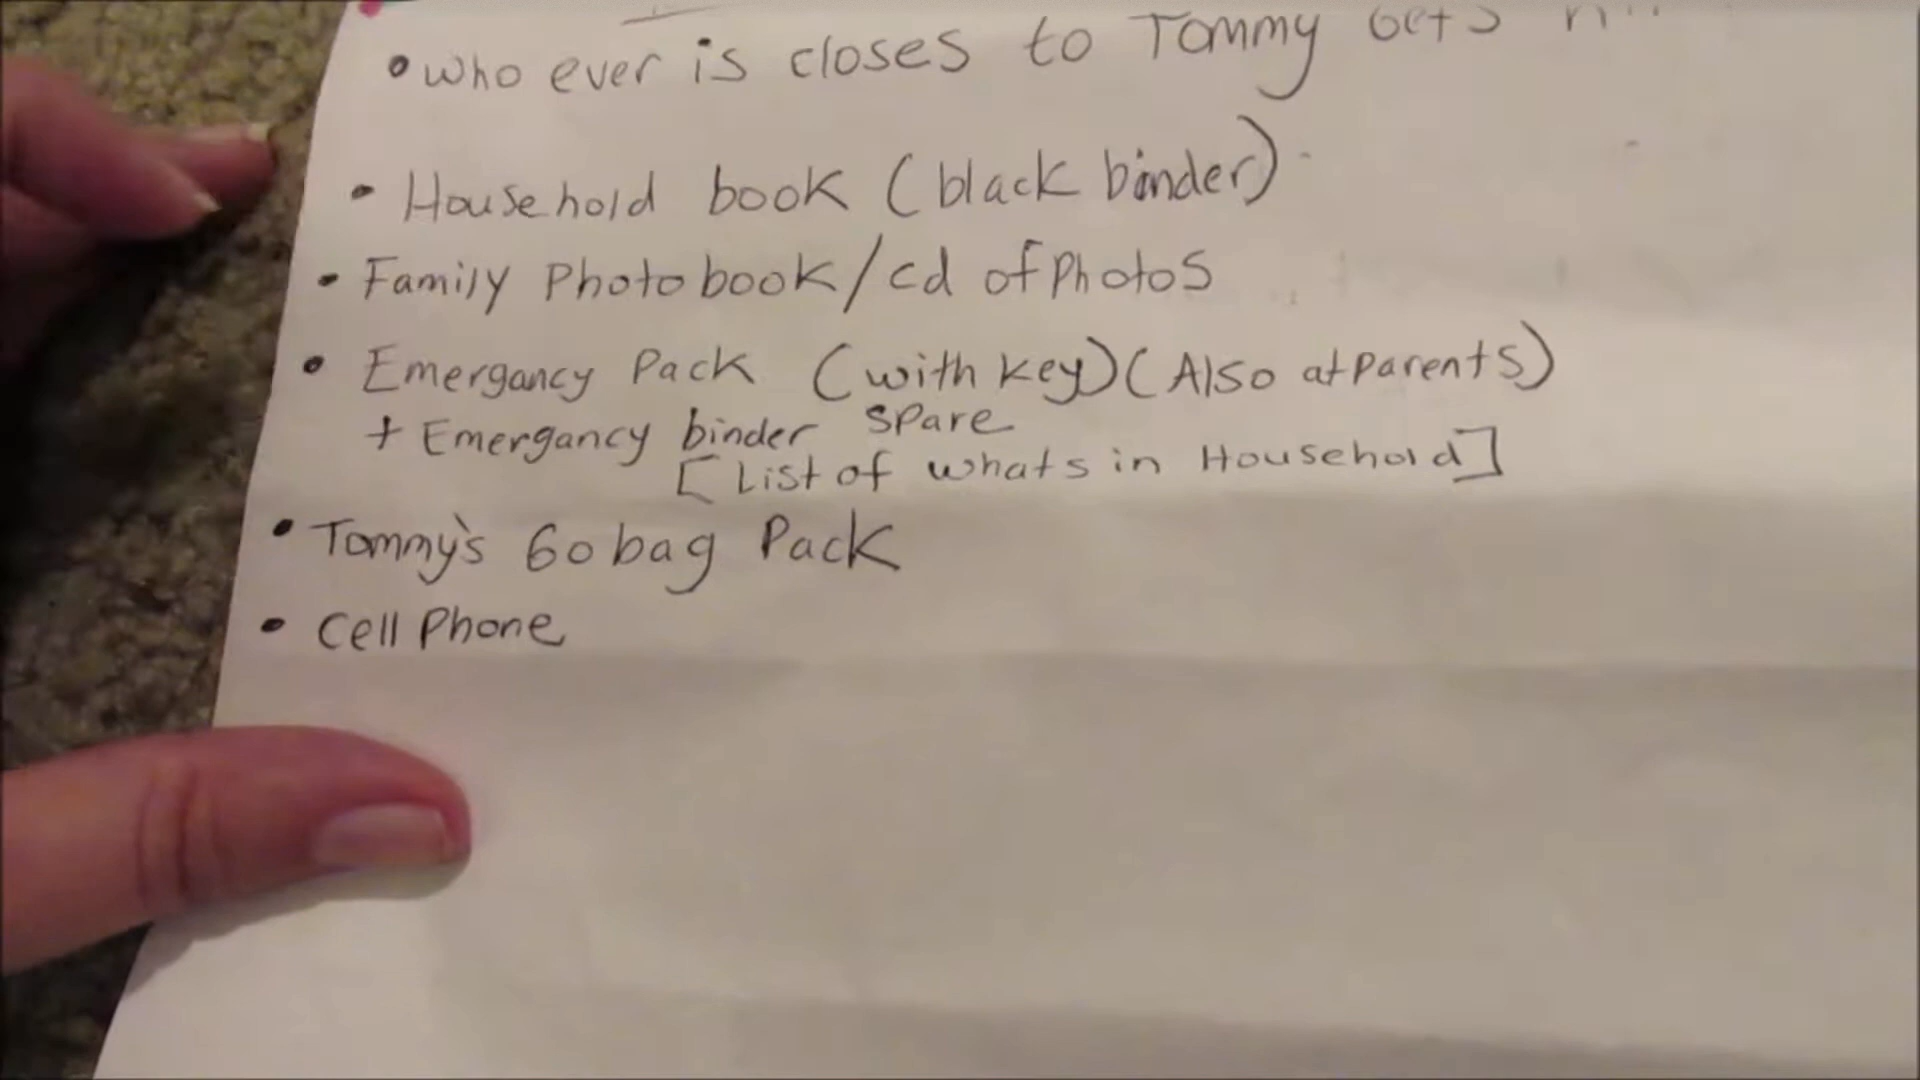 • who ever is closes to Tommy Gets
• Household book (black binder)
• Family Photobook/cd of Photos
• Emergancy Pack (with key) (Also at parents)
+ Emergancy binder spare
[List of whats in Household]
• Tommy's Go bag Pack
• Cell Phone